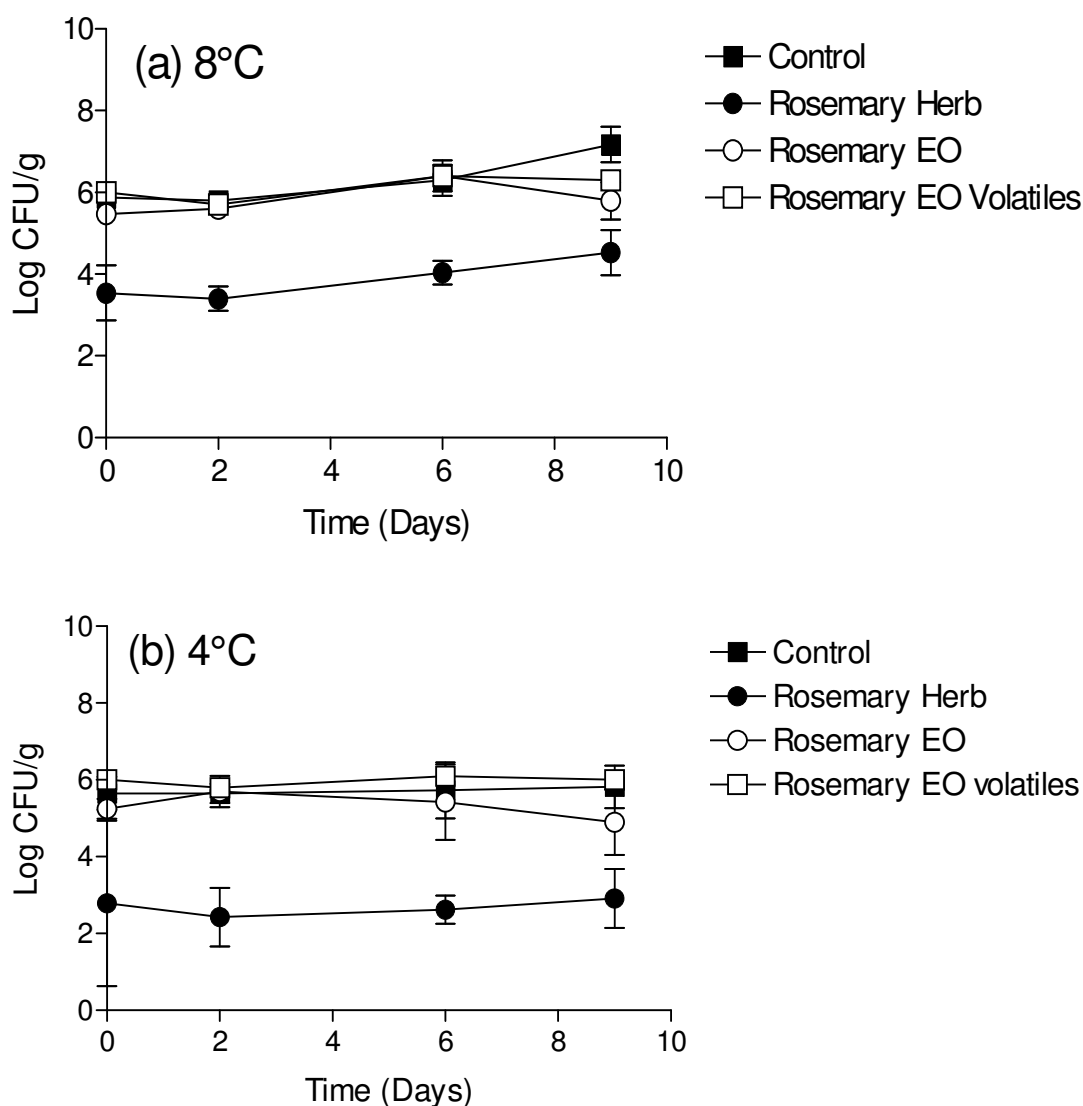 (a) 8°C
10
8
6
4
2
0
Log CFU/g
0 2 4 6 8 10
Time (Days)
Control
Rosemary Herb
Rosemary EO
Rosemary EO Volatiles
(b) 4°C
10
8
6
4
2
0
Log CFU/g
0 2 4 6 8 10
Time (Days)
Control
Rosemary Herb
Rosemary EO
Rosemary EO volatiles